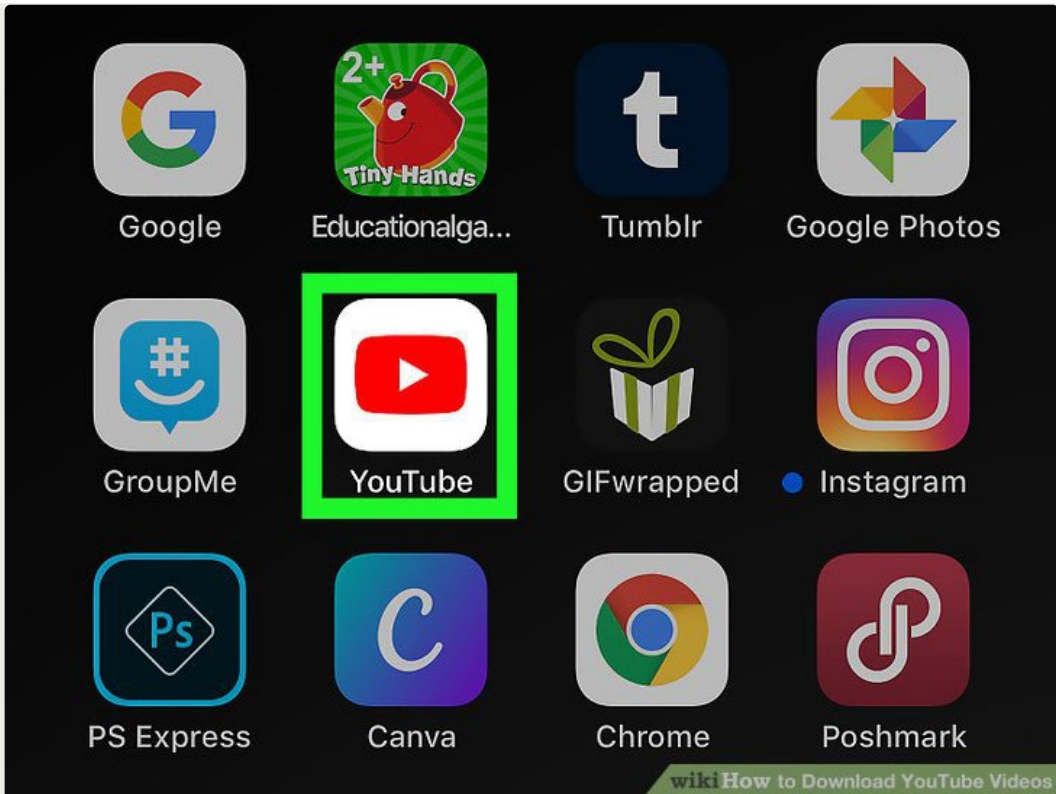 2+
Tiny Hands
Google
Educationalga...
Tumblr
Google Photos
GroupMe
YouTube
GIFwrapped
Instagram
Ps
PS Express
Canva
Chrome
Poshmark
wikiHow to Download YouTube Videos